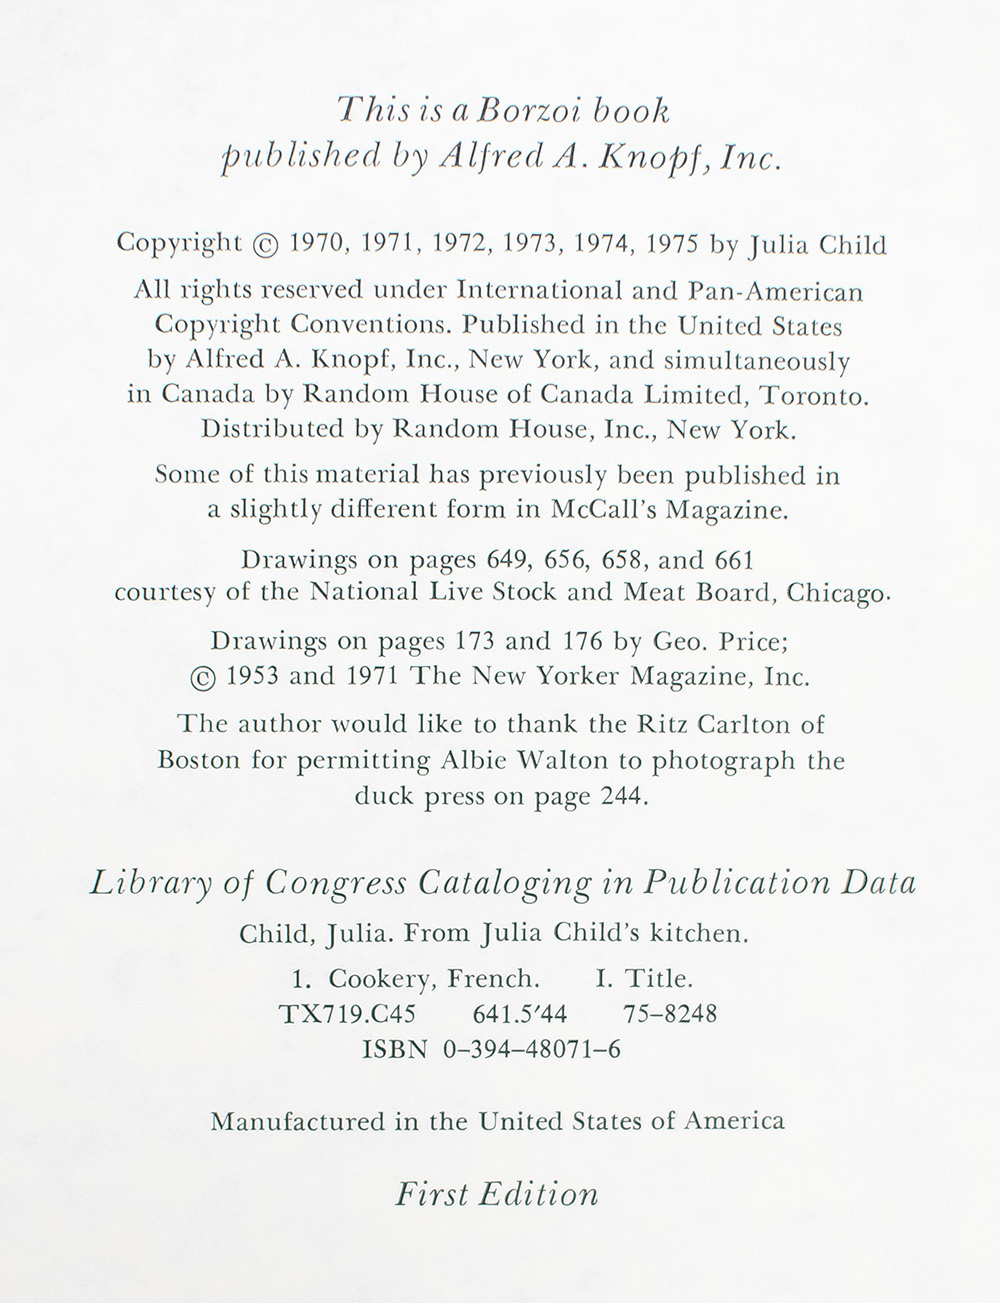 This is a Borzoi book
published by Alfred A. Knopf, Inc.
Copyright © 1970, 1971, 1972, 1973, 1974, 1975 by Julia Child
All rights reserved under International and Pan-American
Copyright Conventions. Published in the United States
by Alfred A. Knopf, Inc., New York, and simultaneously
in Canada by Random House of Canada Limited, Toronto.
Distributed by Random House, Inc., New York.
Some of this material has previously been published in
a slightly different form in McCall's Magazine.
Drawings on pages 649, 656, 658, and 661
courtesy of the National Live Stock and Meat Board, Chicago.
Drawings on pages 173 and 176 by Geo. Price;
© 1953 and 1971 The New Yorker Magazine, Inc.
The author would like to thank the Ritz Carlton of
Boston for permitting Albie Walton to photograph the
duck press on page 244.
Library of Congress Cataloging in Publication Data
Child, Julia. From Julia Child's kitchen.
1. Cookery, French. I. Title.
TX719.C45 641.5′44 75–8248
ISBN 0–394–48071–6
Manufactured in the United States of America
First Edition